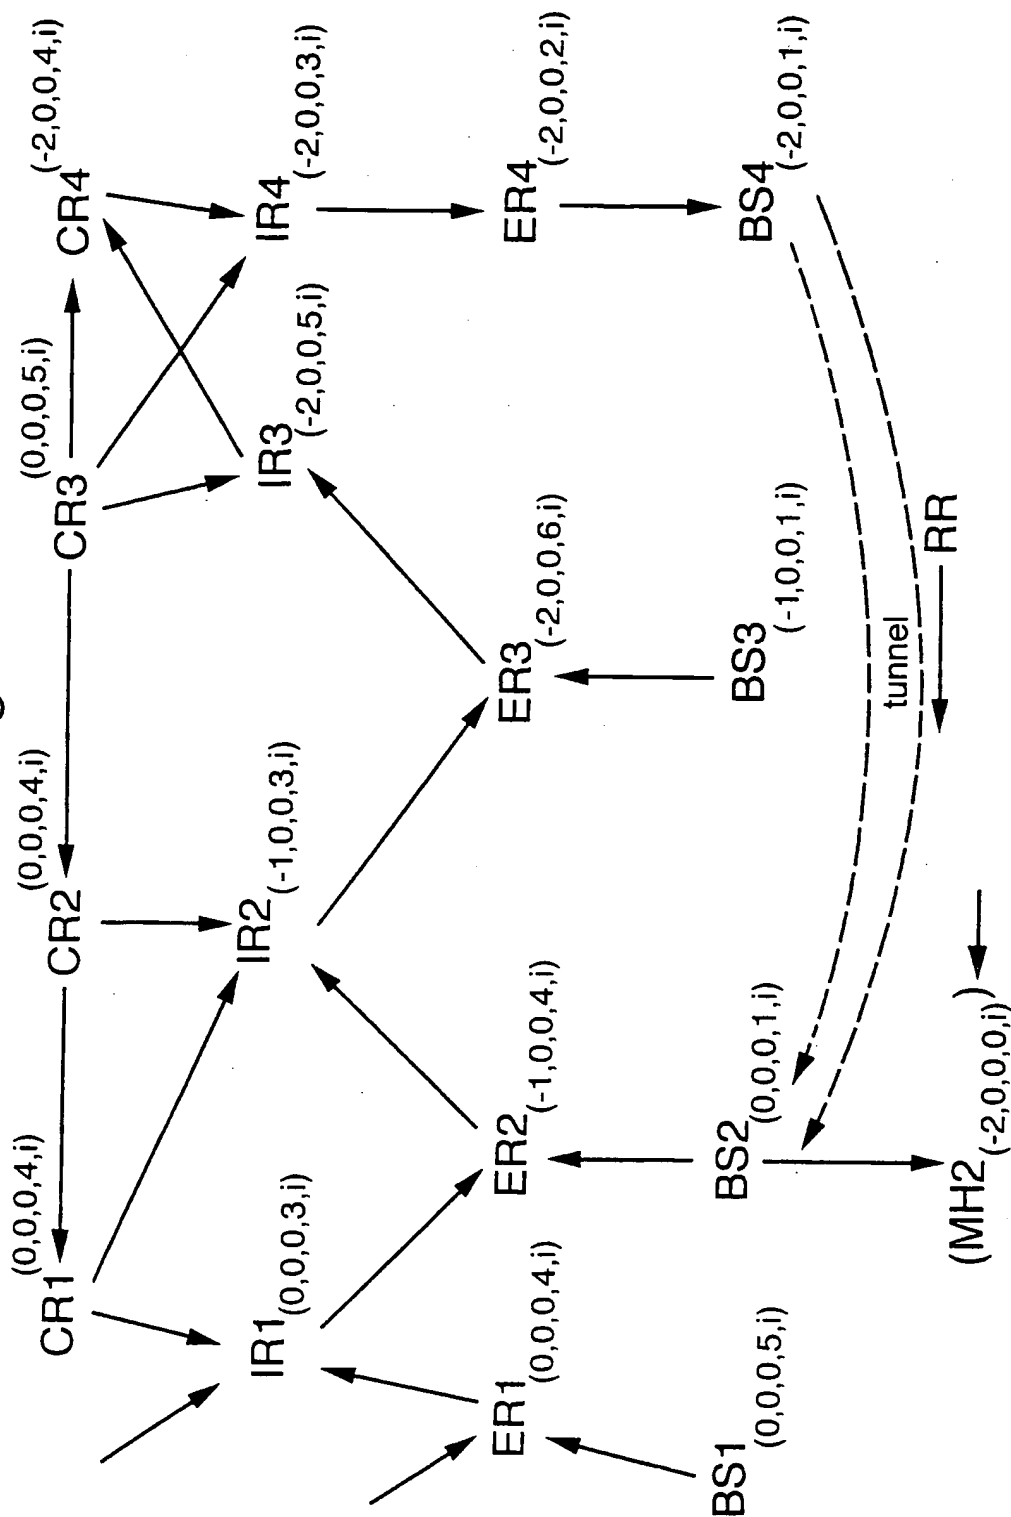 CR1(0,0,0,4,i)
CR2(0,0,0,4,i)
CR3(0,0,0,5,i)
CR4(-2,0,0,4,i)
IR1(0,0,0,3,i)
IR2(-1,0,0,3,i)
IR3(-2,0,0,5,i)
IR4(-2,0,0,3,i)
ER1(0,0,0,4,i)
ER2(-1,0,0,4,i)
ER3(-2,0,0,6,i)
ER4(-2,0,0,2,i)
BS1(0,0,0,5,i)
BS2(0,0,0,1,i)
BS3(-1,0,0,1,i)
BS4(-2,0,0,1,i)
tunnel
RR
(MH2(-2,0,0,0,i))